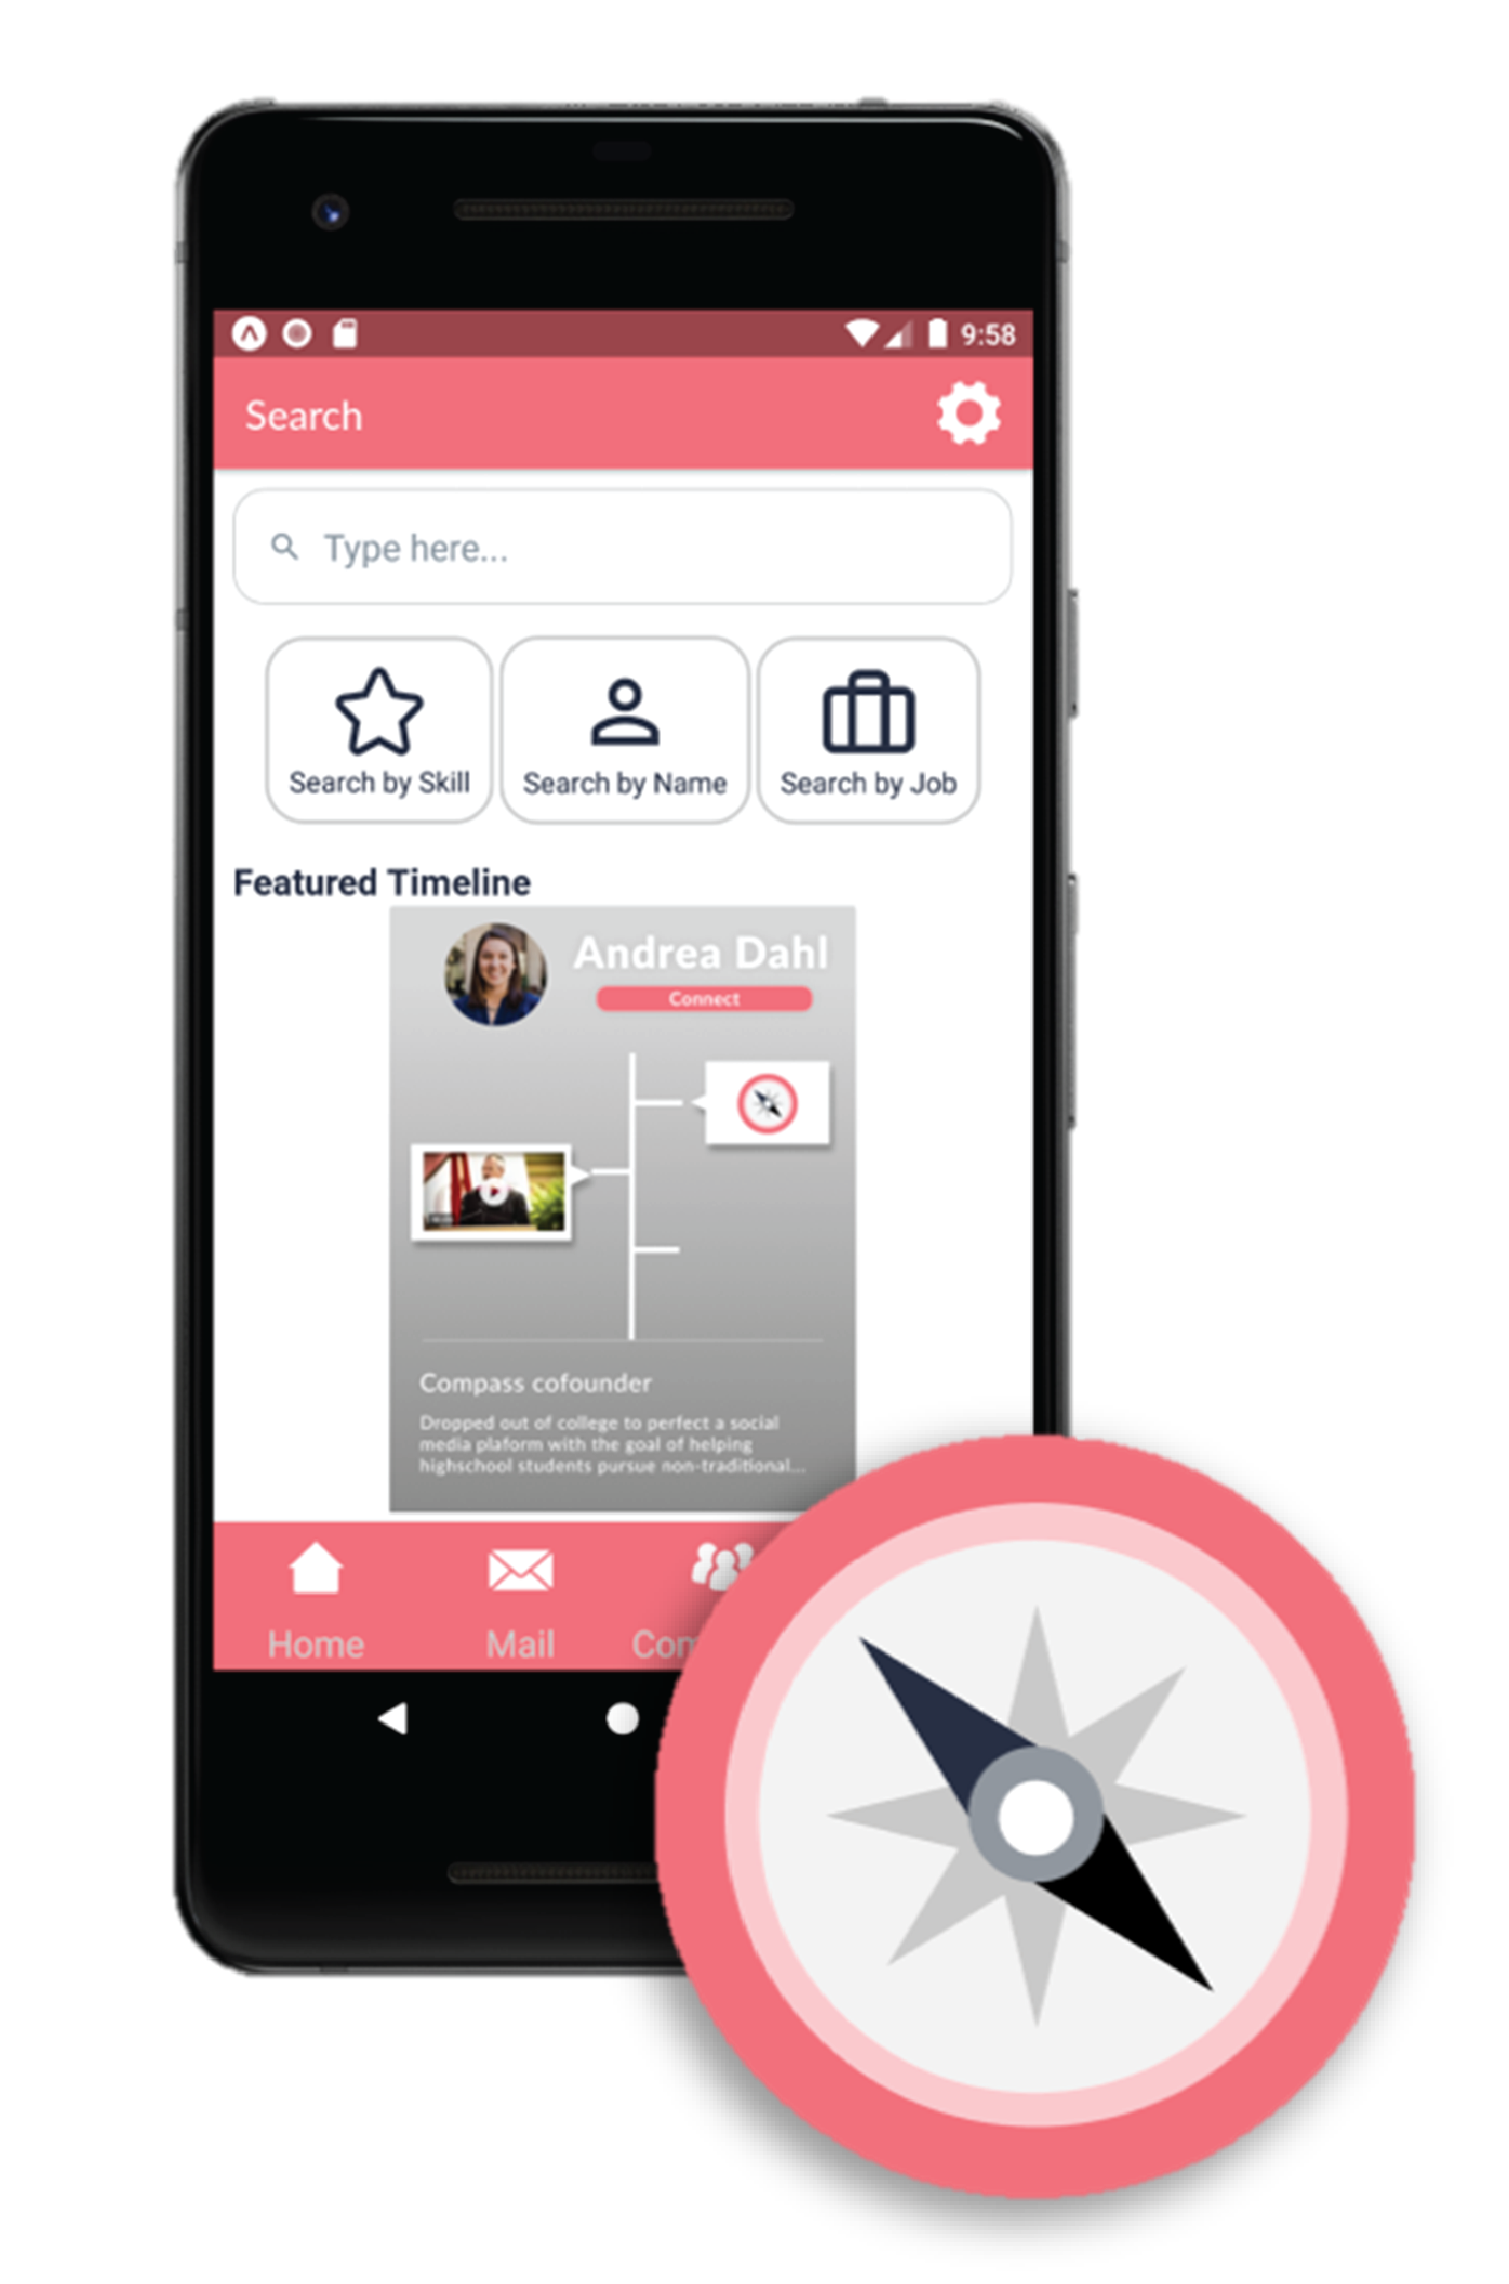 9:58
Search
Type here...
Search by Skill
Search by Name
Search by Job
Featured Timeline
Andrea Dahl
Connect
Compass cofounder
Dropped out of college to perfect a social
media plaform with the goal of helping
highschool students pursue non-traditional...
Home
Mail